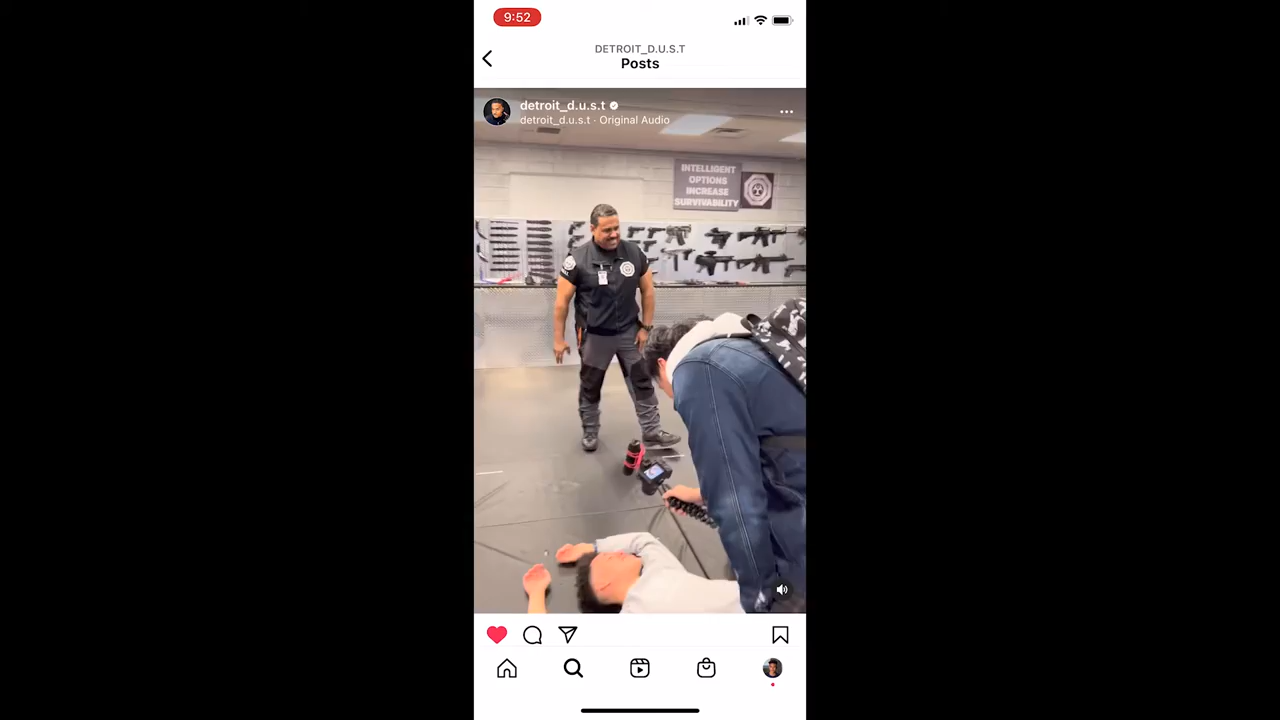 9:52
DETROIT_D.U.S.T
Posts
detroit_d.u.s.t
detroit_d.u.s.t · Original Audio
INTELLIGENT
OPTIONS
INCREASE
SURVIVABILITY